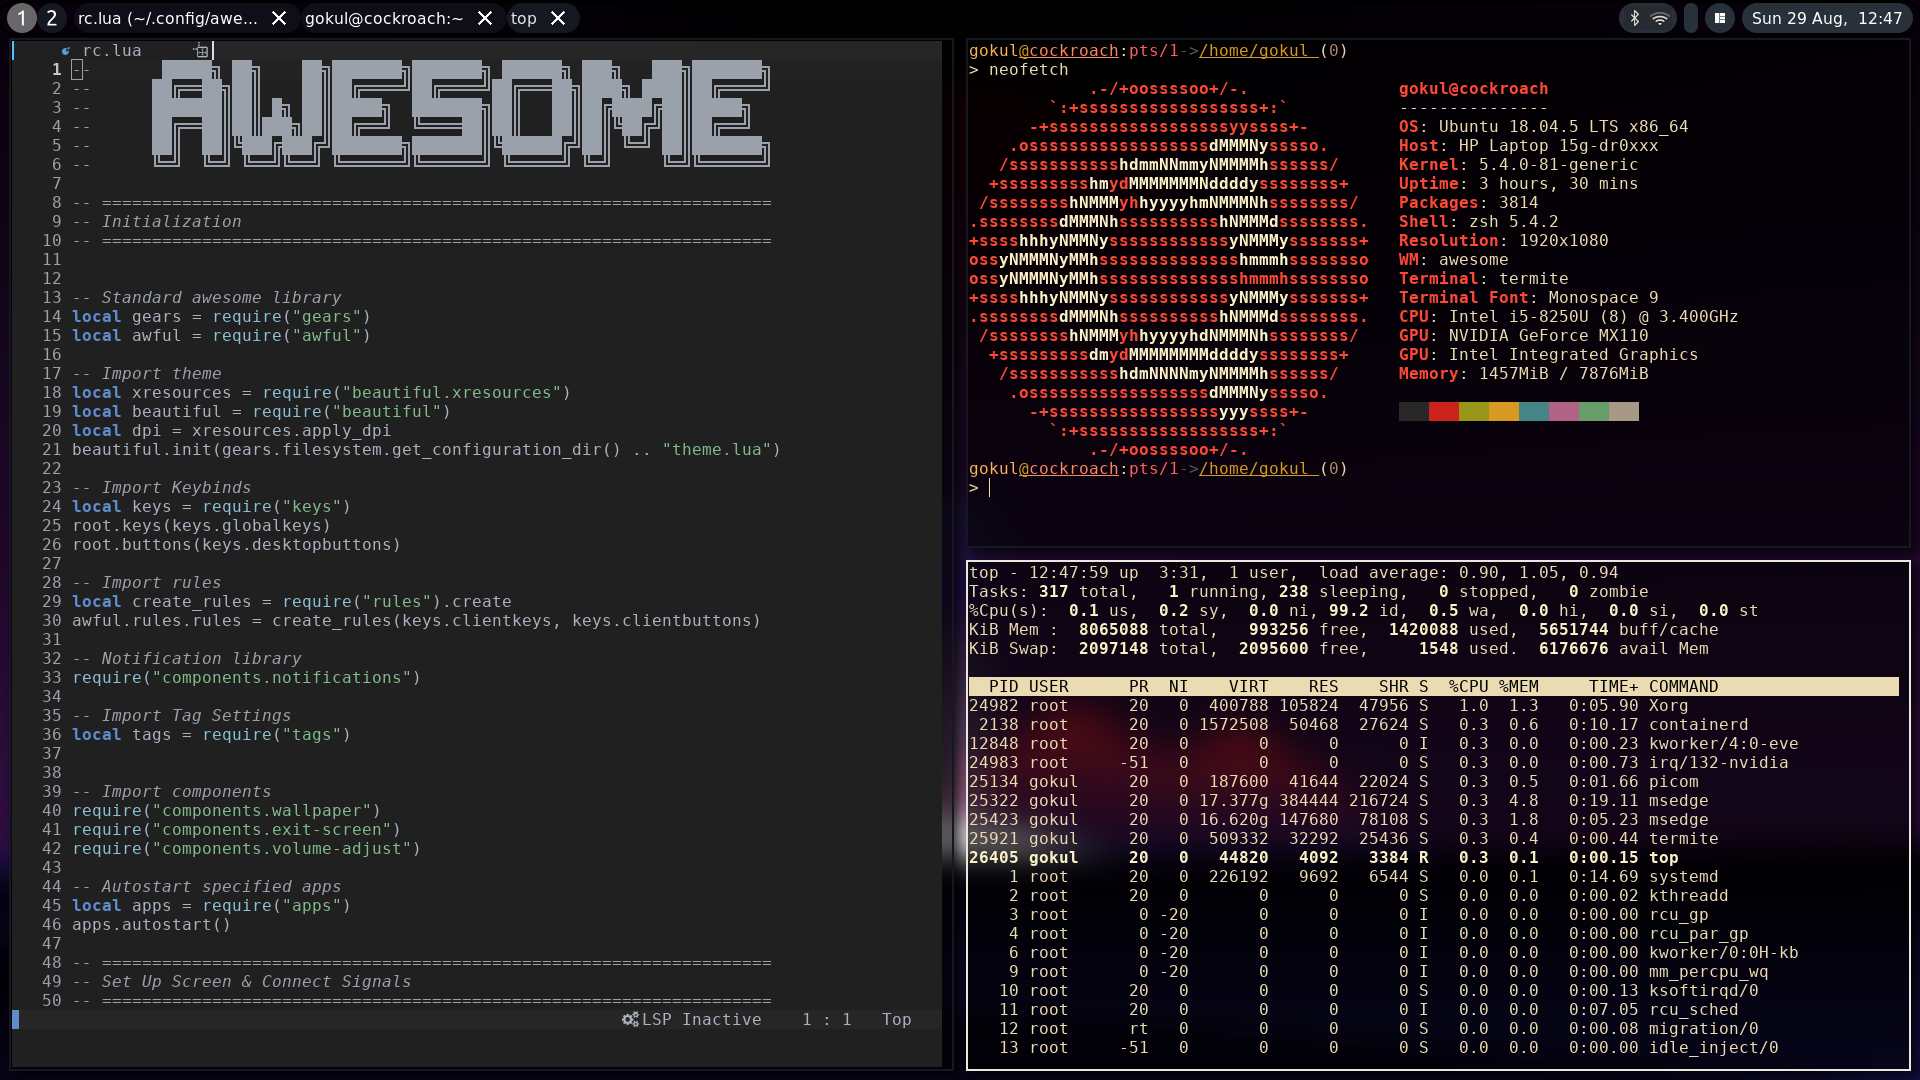 1 2 rc.lua (~/.config/awe... gokul@cockroach:~ top Sun 29 Aug, 12:47
rc.lua
1 --
2 --
3 --
4 --
5 --
6 --
AWESOME
7
8 -- ===================================================================
9 -- Initialization
10 -- ===================================================================
11
12
13 -- Standard awesome library
14 local gears = require("gears")
15 local awful = require("awful")
16
17 -- Import theme
18 local xresources = require("beautiful.xresources")
19 local beautiful = require("beautiful")
20 local dpi = xresources.apply_dpi
21 beautiful.init(gears.filesystem.get_configuration_dir() .. "theme.lua")
22
23 -- Import Keybinds
24 local keys = require("keys")
25 root.keys(keys.globalkeys)
26 root.buttons(keys.desktopbuttons)
27
28 -- Import rules
29 local create_rules = require("rules").create
30 awful.rules.rules = create_rules(keys.clientkeys, keys.clientbuttons)
31
32 -- Notification library
33 require("components.notifications")
34
35 -- Import Tag Settings
36 local tags = require("tags")
37
38
39 -- Import components
40 require("components.wallpaper")
41 require("components.exit-screen")
42 require("components.volume-adjust")
43
44 -- Autostart specified apps
45 local apps = require("apps")
46 apps.autostart()
47
48 -- ===================================================================
49 -- Set Up Screen & Connect Signals
50 -- ===================================================================
LSP Inactive 1 : 1 Top
gokul@cockroach:pts/1->/home/gokul (0)
> neofetch
.-/+oossssoo+/-.
`:+ssssssssssssssssss+:`
-+ssssssssssssssssssyyssss+-
.ossssssssssssssssssdMMMNysssso.
/ssssssssssshdmmNNmmyNMMMMhssssss/
+ssssssssshmydMMMMMMMNddddyssssssss+
/sssssssshNMMMyhhyyyyhmNMMMNhssssssss/
.ssssssssdMMMNhsssssssssshNMMMdssssssss.
+sssshhhyNMMNyssssssssssssyNMMMysssssss+
ossyNMMMNyMMhsssssssssssssshmmmhssssssso
ossyNMMMNyMMhsssssssssssssshmmmhssssssso
+sssshhhyNMMNyssssssssssssyNMMMysssssss+
.ssssssssdMMMNhsssssssssshNMMMdssssssss.
/sssssssshNMMMyhhyyyyhdNMMMNhssssssss/
+sssssssssdmydMMMMMMMMddddyssssssss+
/ssssssssssshdmNNNNmyNMMMMhssssss/
.ossssssssssssssssssdMMMNysssso.
-+sssssssssssssssssyyyssss+-
`:+ssssssssssssssssss+:`
.-/+oossssoo+/-.
gokul@cockroach
---------------
OS: Ubuntu 18.04.5 LTS x86_64
Host: HP Laptop 15g-dr0xxx
Kernel: 5.4.0-81-generic
Uptime: 3 hours, 30 mins
Packages: 3814
Shell: zsh 5.4.2
Resolution: 1920x1080
WM: awesome
Terminal: termite
Terminal Font: Monospace 9
CPU: Intel i5-8250U (8) @ 3.400GHz
GPU: NVIDIA GeForce MX110
GPU: Intel Integrated Graphics
Memory: 1457MiB / 7876MiB
gokul@cockroach:pts/1->/home/gokul (0)
>
top - 12:47:59 up 3:31, 1 user, load average: 0.90, 1.05, 0.94
Tasks: 317 total, 1 running, 238 sleeping, 0 stopped, 0 zombie
%Cpu(s): 0.1 us, 0.2 sy, 0.0 ni, 99.2 id, 0.5 wa, 0.0 hi, 0.0 si, 0.0 st
KiB Mem : 8065088 total, 993256 free, 1420088 used, 5651744 buff/cache
KiB Swap: 2097148 total, 2095600 free, 1548 used. 6176676 avail Mem
PID USER PR NI VIRT RES SHR S %CPU %MEM TIME+ COMMAND
24982 root 20 0 400788 105824 47956 S 1.0 1.3 0:05.90 Xorg
2138 root 20 0 1572508 50468 27624 S 0.3 0.6 0:10.17 containerd
12848 root 20 0 0 0 0 I 0.3 0.0 0:00.23 kworker/4:0-eve
24983 root -51 0 0 0 0 S 0.3 0.0 0:00.73 irq/132-nvidia
25134 gokul 20 0 187600 41644 22024 S 0.3 0.5 0:01.66 picom
25322 gokul 20 0 17.377g 384444 216724 S 0.3 4.8 0:19.11 msedge
25423 gokul 20 0 16.620g 147680 78108 S 0.3 1.8 0:05.23 msedge
25921 gokul 20 0 509332 32292 25436 S 0.3 0.4 0:00.44 termite
26405 gokul 20 0 44820 4092 3384 R 0.3 0.1 0:00.15 top
1 root 20 0 226192 9692 6544 S 0.0 0.1 0:14.69 systemd
2 root 20 0 0 0 0 S 0.0 0.0 0:00.02 kthreadd
3 root 0 -20 0 0 0 I 0.0 0.0 0:00.00 rcu_gp
4 root 0 -20 0 0 0 I 0.0 0.0 0:00.00 rcu_par_gp
6 root 0 -20 0 0 0 I 0.0 0.0 0:00.00 kworker/0:0H-kb
9 root 0 -20 0 0 0 I 0.0 0.0 0:00.00 mm_percpu_wq
10 root 20 0 0 0 0 S 0.0 0.0 0:00.13 ksoftirqd/0
11 root 20 0 0 0 0 I 0.0 0.0 0:07.05 rcu_sched
12 root rt 0 0 0 0 S 0.0 0.0 0:00.08 migration/0
13 root -51 0 0 0 0 S 0.0 0.0 0:00.00 idle_inject/0